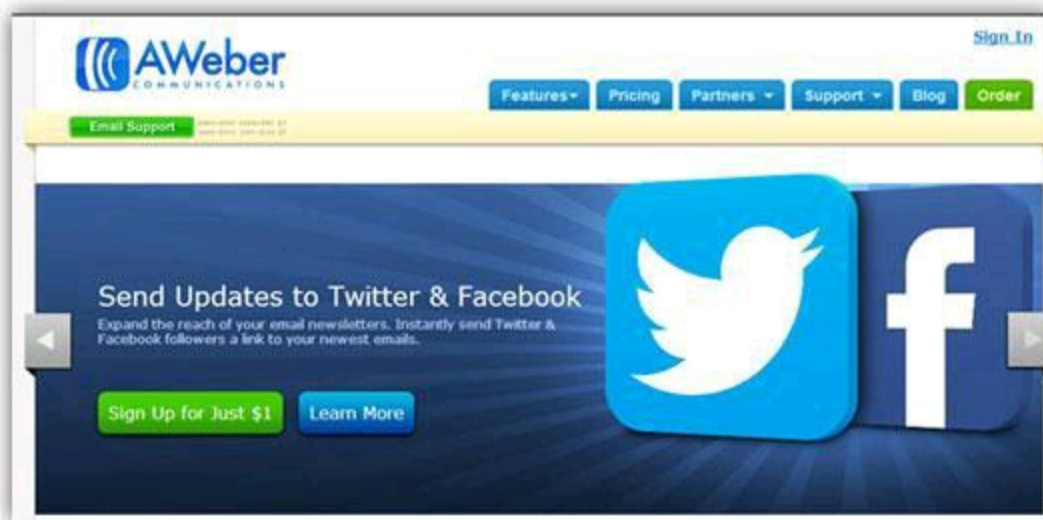 AWeber
COMMUNICATIONS
Sign In
Features
Pricing
Partners
Support
Blog
Order
Email Support
Send Updates to Twitter & Facebook
Expand the reach of your email newsletters. Instantly send Twitter &
Facebook followers a link to your newest emails.
Sign Up for Just $1
Learn More
f